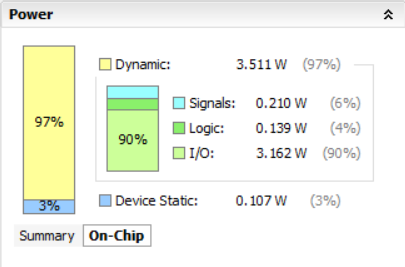 Power
97%
3%
Dynamic: 3.511 W (97%)
90%
Signals: 0.210 W (6%)
Logic: 0.139 W (4%)
I/O: 3.162 W (90%)
Device Static: 0.107 W (3%)
Summary On-Chip